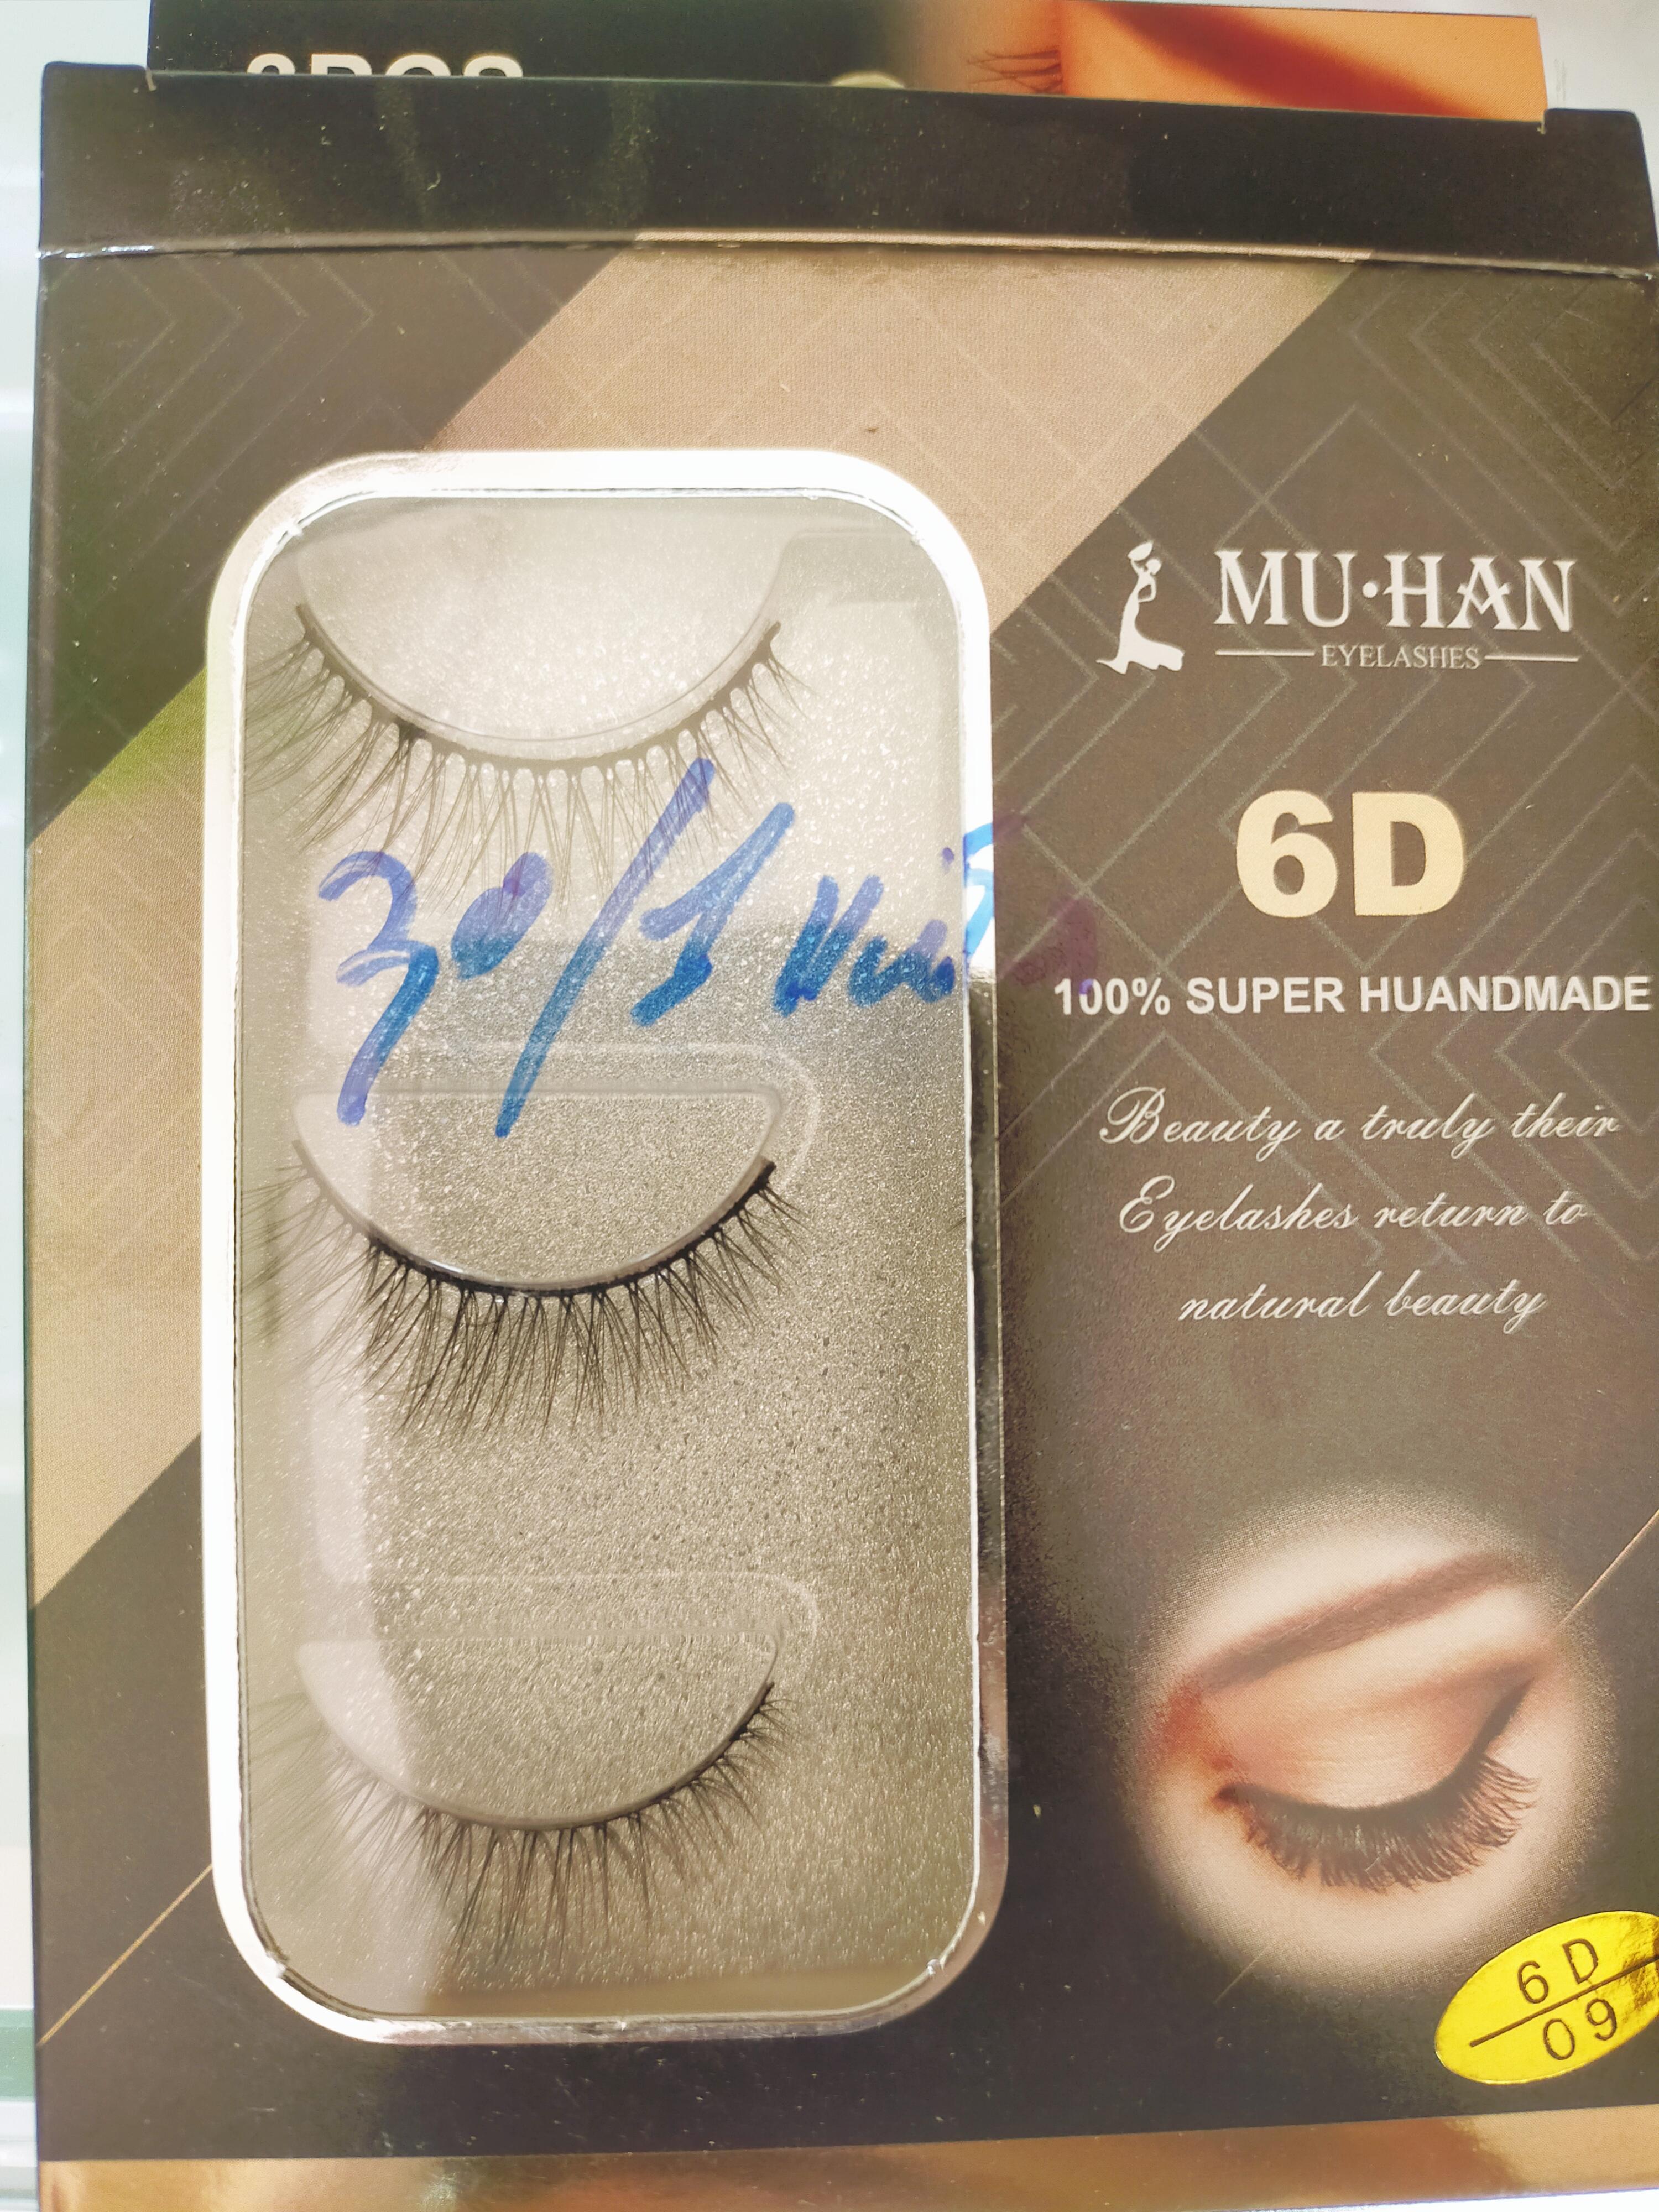 MU·HAN
EYELASHES
6D
100% SUPER HUANDMADE
Beauty a truly their
Eyelashes return to
natural beauty
6D
09